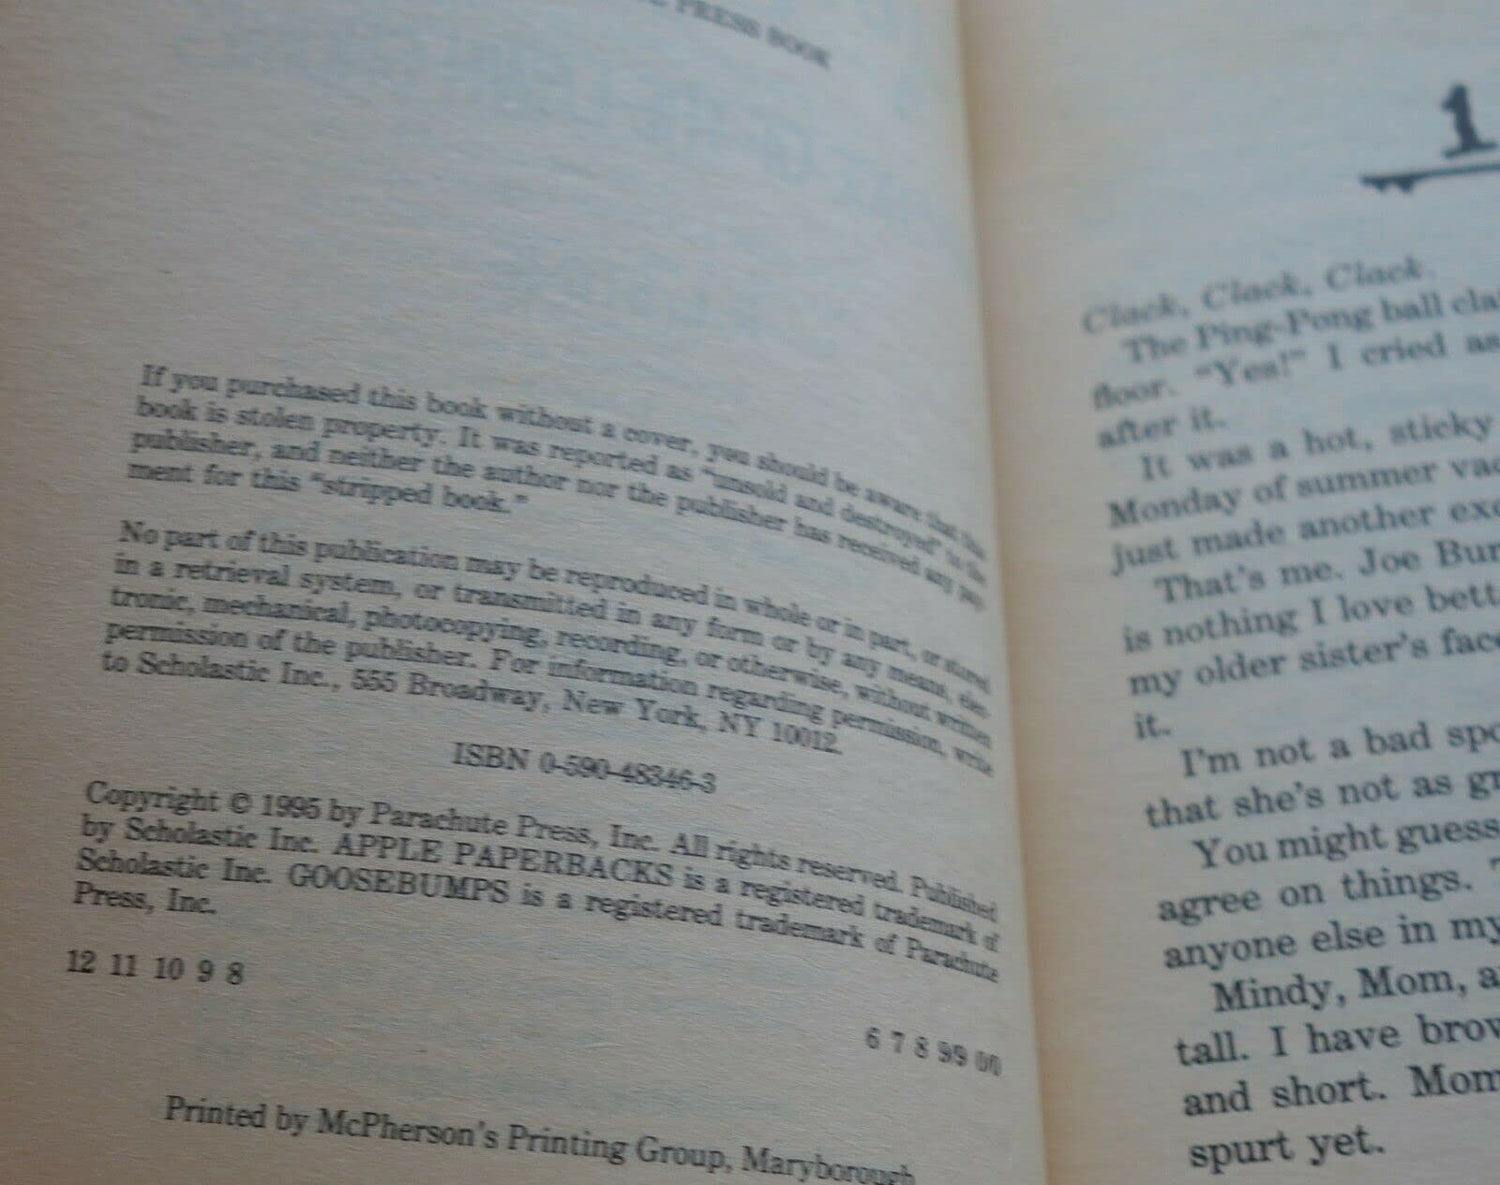 PRESS BOOK
If you purchased this book without a cover, you should be aware that this
book is stolen property. It was reported as "unsold and destroyed" to the
publisher, and neither the author nor the publisher has received any pay-
ment for this "stripped book."
No part of this publication may be reproduced in whole or in part, or stored
in a retrieval system, or transmitted in any form or by any means, elec-
tronic, mechanical, photocopying, recording, or otherwise, without written
permission of the publisher. For information regarding permission, write
to Scholastic Inc., 555 Broadway, New York, NY 10012.
ISBN 0-590-48346-3
Copyright © 1995 by Parachute Press, Inc. All rights reserved. Published
by Scholastic Inc. APPLE PAPERBACKS is a registered trademark of
Scholastic Inc. GOOSEBUMPS is a registered trademark of Parachute
Press, Inc.
12 11 10 9 8
6 7 8 99 00
Printed by McPherson's Printing Group, Maryborough
1
Clack, Clack, Clack.
The Ping-Pong ball cla
floor. "Yes!" I cried as
after it.
It was a hot, sticky
Monday of summer vac
just made another exc
That's me. Joe Bur
is nothing I love bett
my older sister's face
it.
I'm not a bad spo
that she's not as gr
You might guess
agree on things.
anyone else in my
Mindy, Mom, a
tall. I have brow
and short. Mom
spurt yet.